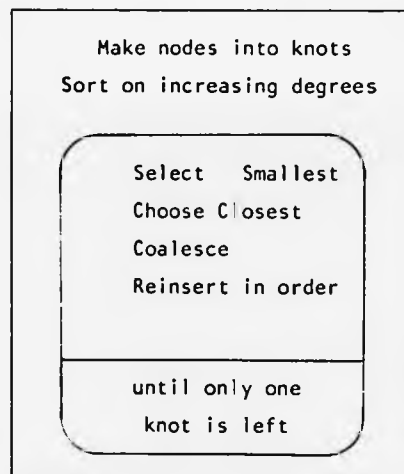 Make nodes into knots
Sort on increasing degrees
Select Smallest
Choose Closest
Coalesce
Reinsert in order
until only one
knot is left